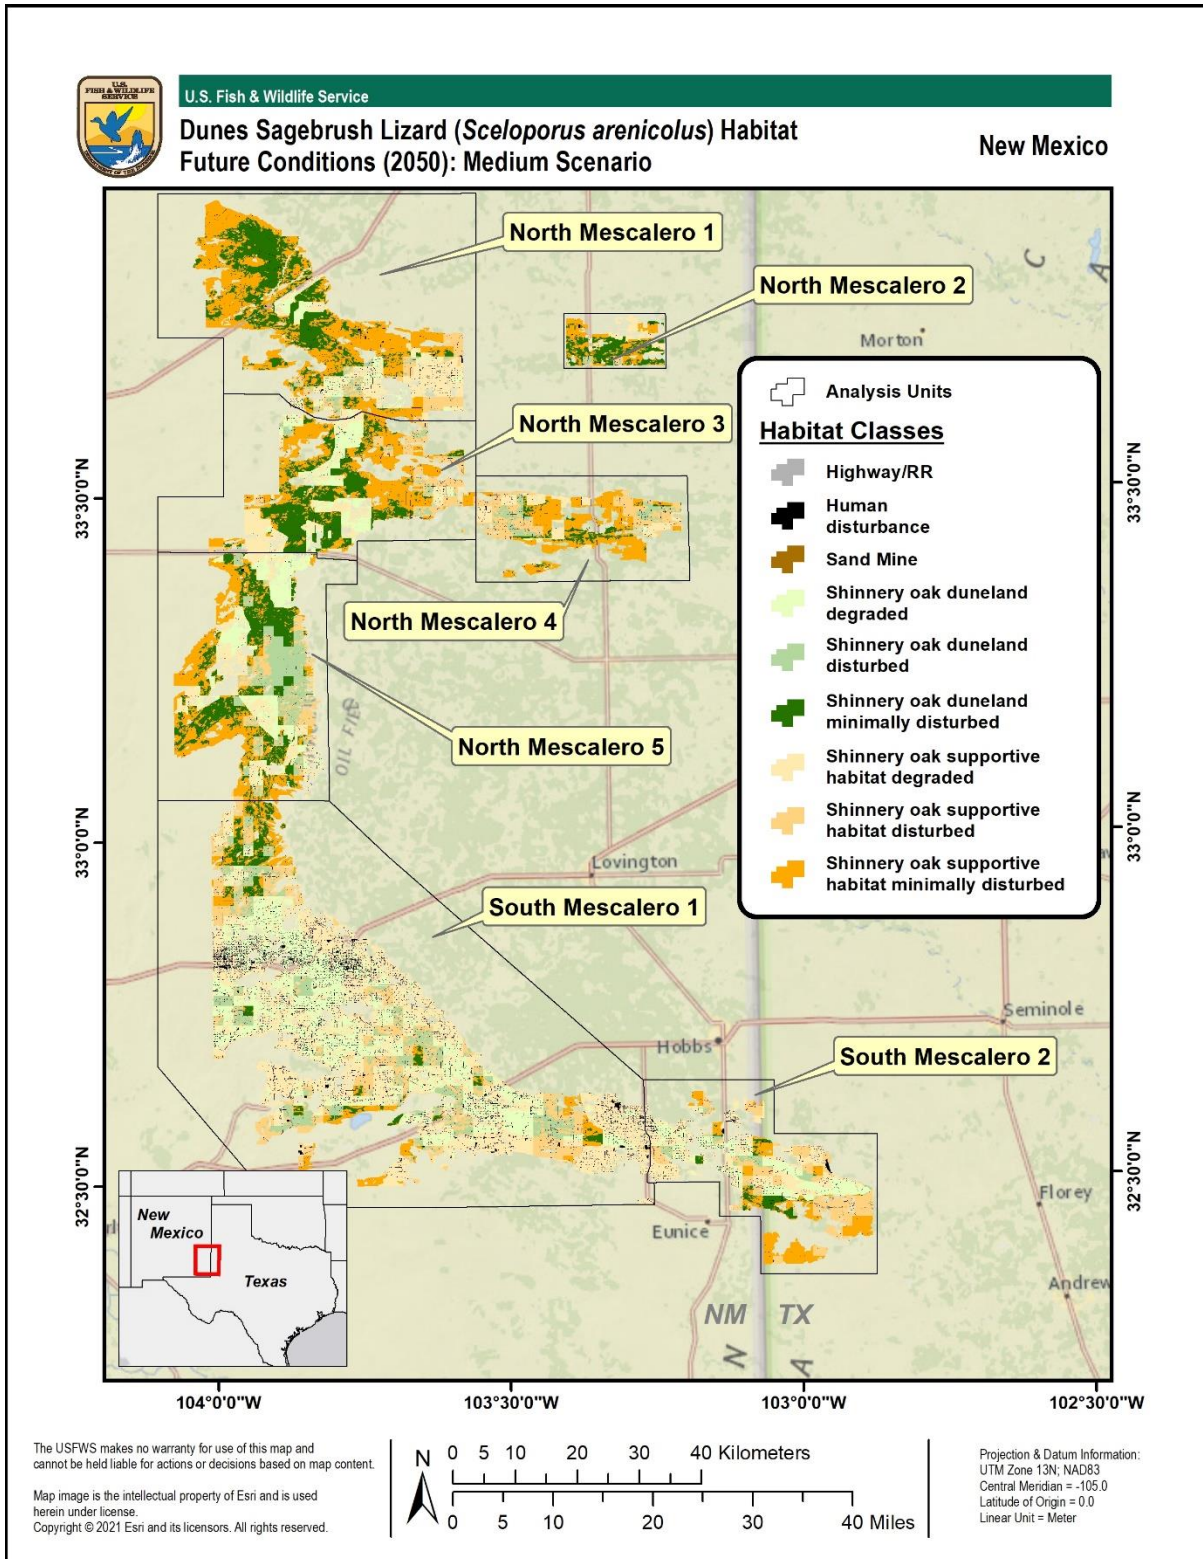 U.S.
FISH & WILDLIFE
SERVICE
DEPARTMENT OF THE INTERIOR
U.S. Fish & Wildlife Service
Dunes Sagebrush Lizard (Sceloporus arenicolus) Habitat
Future Conditions (2050): Medium Scenario
New Mexico
North Mescalero 1
North Mescalero 2
North Mescalero 3
North Mescalero 4
North Mescalero 5
South Mescalero 1
South Mescalero 2
C
A
Morton
OIL FIELD
Lovington
Hobbs
Seminole
Eunice
Florey
Andrew
NM
TX
N
A
Analysis Units
Habitat Classes
Highway/RR
Human
disturbance
Sand Mine
Shinnery oak duneland
degraded
Shinnery oak duneland
disturbed
Shinnery oak duneland
minimally disturbed
Shinnery oak supportive
habitat degraded
Shinnery oak supportive
habitat disturbed
Shinnery oak supportive
habitat minimally disturbed
33°30'0"N
33°0'0"N
32°30'0"N
33°30'0"N
33°0'0"N
32°30'0"N
New
Mexico
Texas
104°0'0"W
103°30'0"W
103°0'0"W
102°30'0"W
The USFWS makes no warranty for use of this map and
cannot be held liable for actions or decisions based on map content.
Map image is the intellectual property of Esri and is used
herein under license.
Copyright © 2021 Esri and its licensors. All rights reserved.
N
0 5 10 20 30 40 Kilometers
0 5 10 20 30 40 Miles
Projection & Datum Information:
UTM Zone 13N; NAD83
Central Meridian = -105.0
Latitude of Origin = 0.0
Linear Unit = Meter